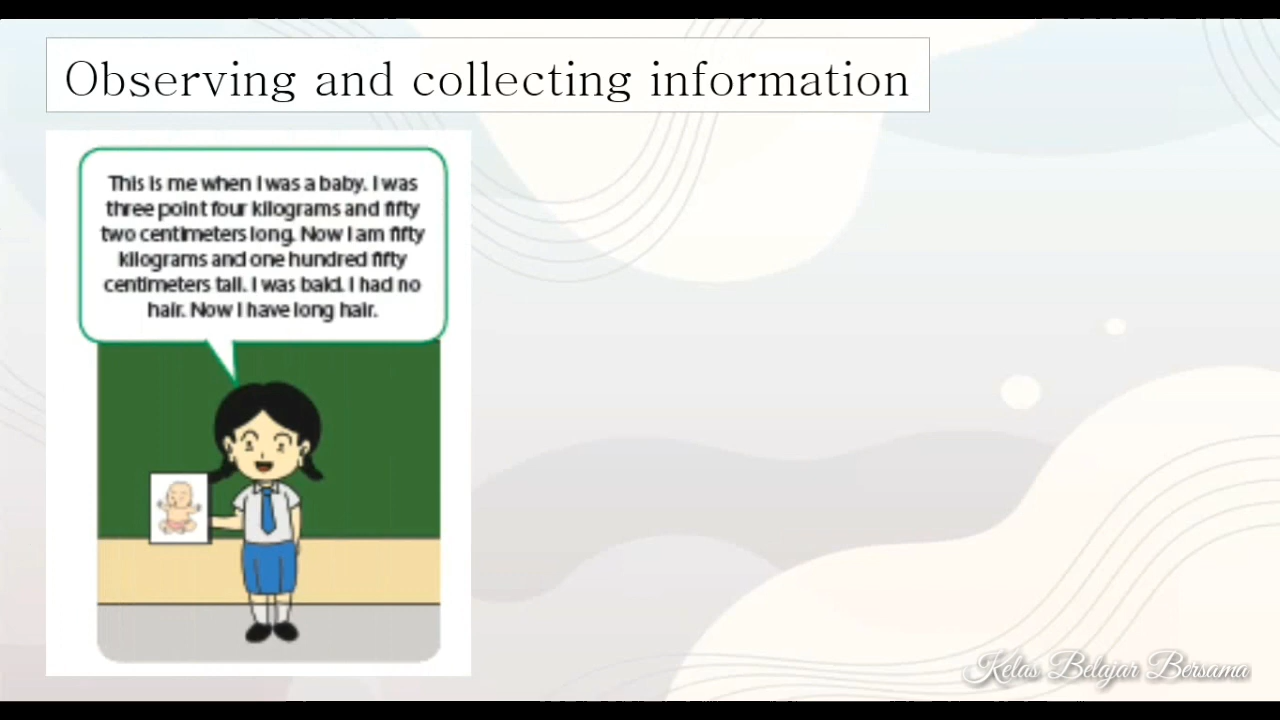 Observing and collecting information
This is me when I was a baby. I was
three point four kilograms and fifty
two centimeters long. Now I am fifty
kilograms and one hundred fifty
centimeters tall. I was bald. I had no
hair. Now I have long hair.
Kelas Belajar Bersama